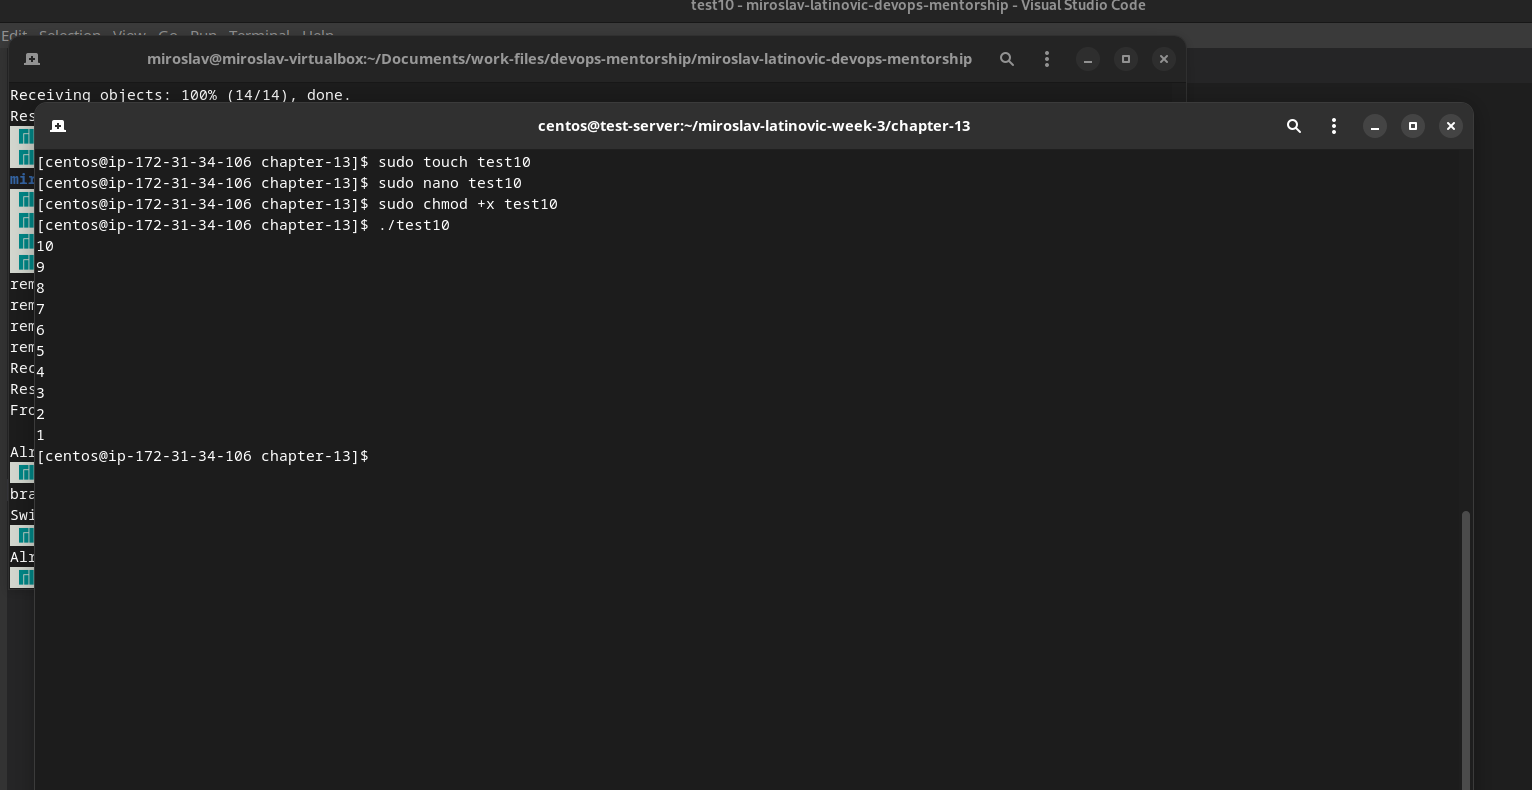 test10 - miroslav-latinovic-devops-mentorship - Visual Studio Code
Edit Selection View Go Run Terminal Help
miroslav@miroslav-virtualbox:~/Documents/work-files/devops-mentorship/miroslav-latinovic-devops-mentorship
Receiving objects: 100% (14/14), done.
Res
centos@test-server:~/miroslav-latinovic-week-3/chapter-13
[centos@ip-172-31-34-106 chapter-13]$ sudo touch test10
mir
[centos@ip-172-31-34-106 chapter-13]$ sudo nano test10
[centos@ip-172-31-34-106 chapter-13]$ sudo chmod +x test10
[centos@ip-172-31-34-106 chapter-13]$ ./test10
10
9
rem
8
rem
7
rem
6
rem
5
Rec
4
Res
3
Fro
2
1
Alr
[centos@ip-172-31-34-106 chapter-13]$
bra
Swi
Alr